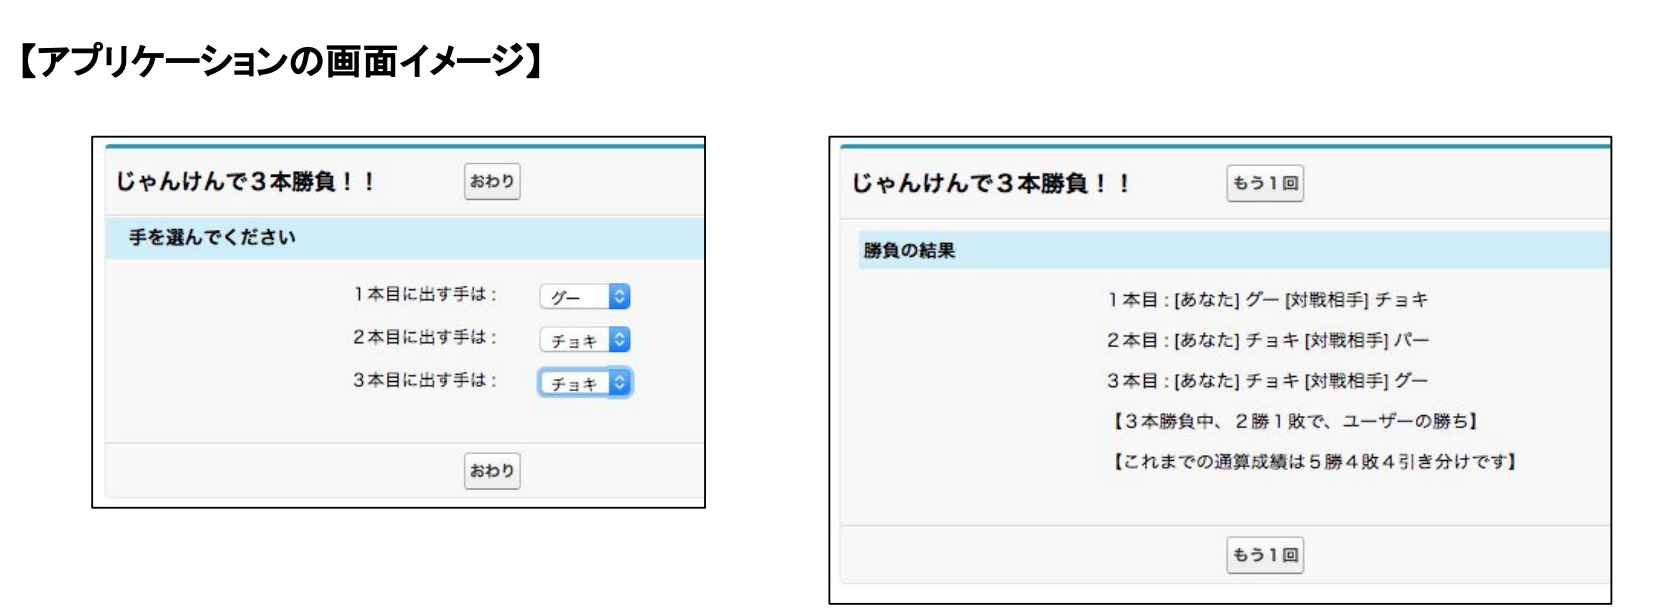 【アプリケーションの画面イメージ】
じゃんけんで３本勝負！！ おわり
手を選んでください
１本目に出す手は： グー
２本目に出す手は： チョキ
３本目に出す手は： チョキ
おわり
じゃんけんで３本勝負！！ もう１回
勝負の結果
１本目：[あなた] グー [対戦相手] チョキ
２本目：[あなた] チョキ [対戦相手] パー
３本目：[あなた] チョキ [対戦相手] グー
【３本勝負中、２勝１敗で、ユーザーの勝ち】
【これまでの通算成績は５勝４敗４引き分けです】
もう１回